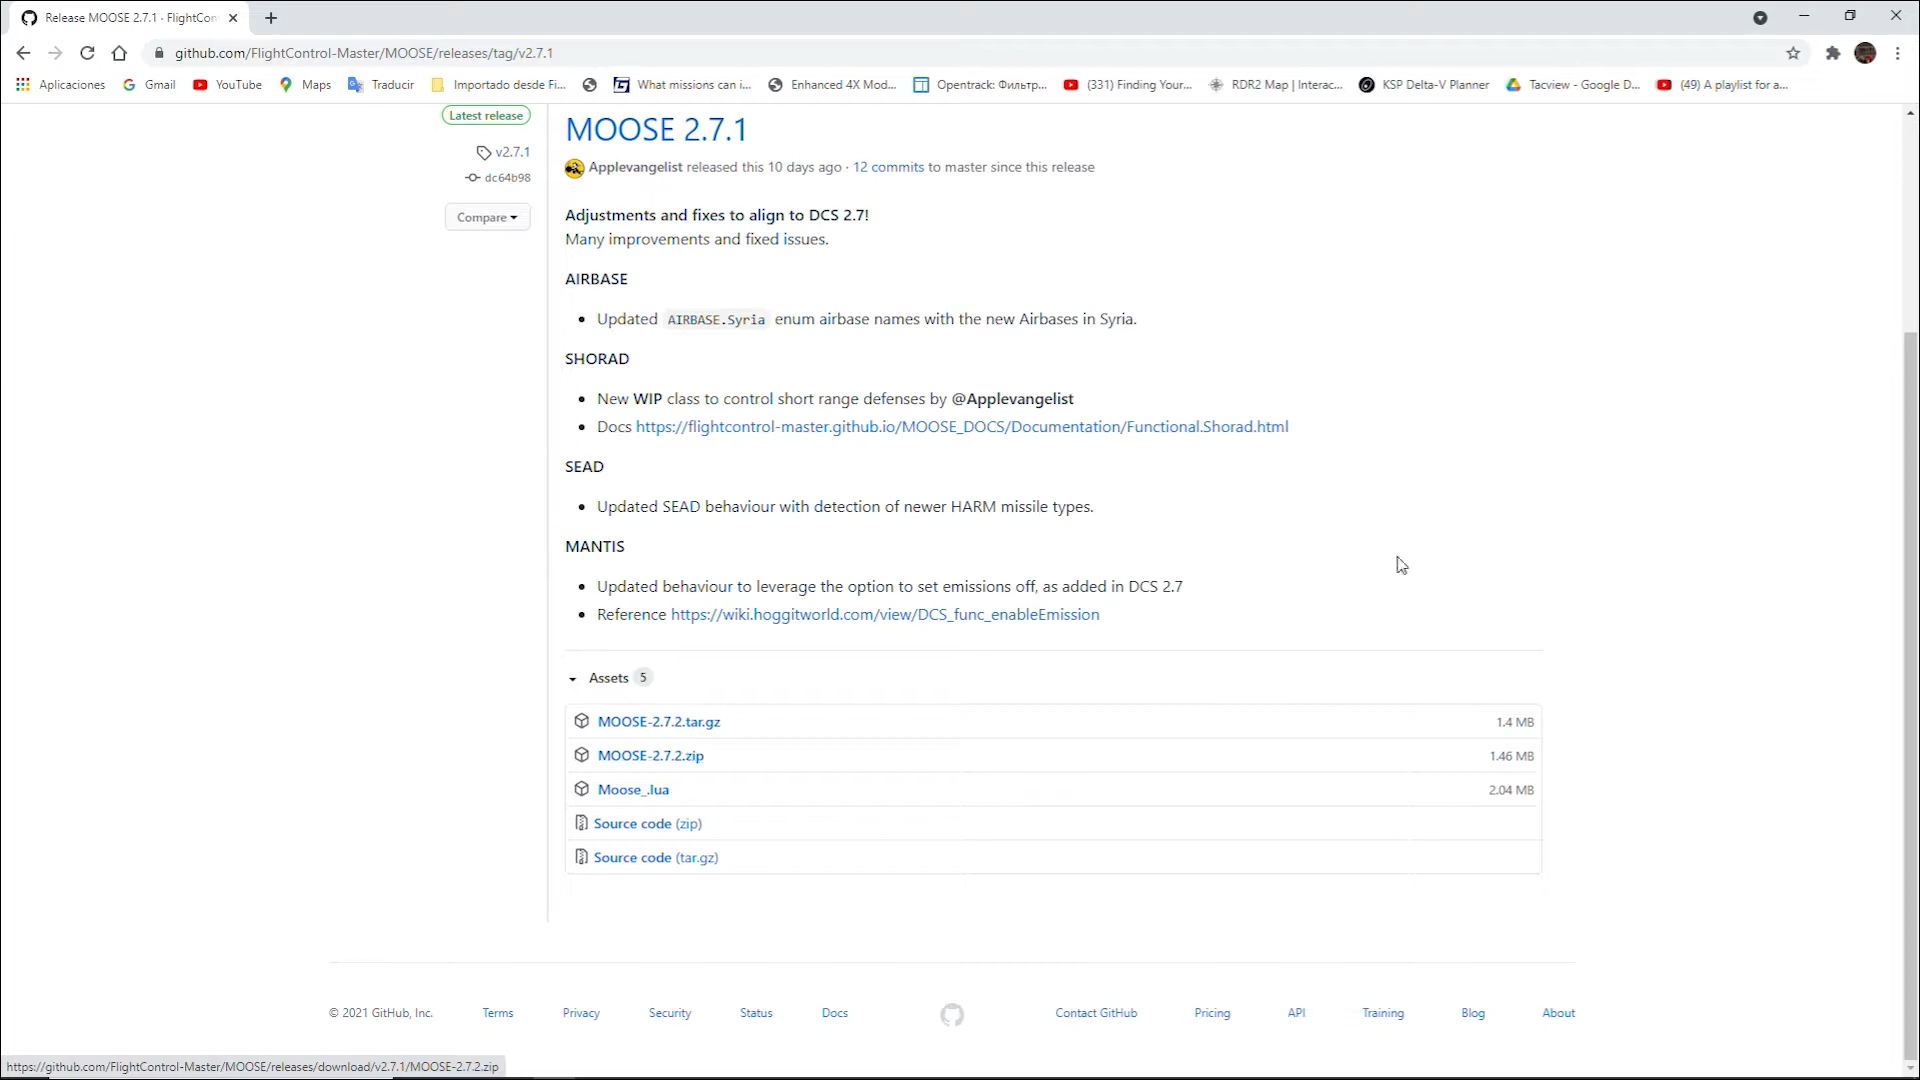 Release MOOSE 2.7.1 · FlightCon
github.com/FlightControl-Master/MOOSE/releases/tag/v2.7.1
Aplicaciones Gmail YouTube Maps Traducir Importado desde Fi... What missions can i... Enhanced 4X Mod... Opentrack: Фильтр... (331) Finding Your... RDR2 Map | Interac... KSP Delta-V Planner Tacview - Google D... (49) A playlist for a...
Latest release
v2.7.1
dc64b98
Compare
MOOSE 2.7.1
Applevangelist released this 10 days ago · 12 commits to master since this release
Adjustments and fixes to align to DCS 2.7!
Many improvements and fixed issues.
AIRBASE
• Updated AIRBASE.Syria enum airbase names with the new Airbases in Syria.
SHORAD
• New WIP class to control short range defenses by @Applevangelist
• Docs https://flightcontrol-master.github.io/MOOSE_DOCS/Documentation/Functional.Shorad.html
SEAD
• Updated SEAD behaviour with detection of newer HARM missile types.
MANTIS
• Updated behaviour to leverage the option to set emissions off, as added in DCS 2.7
• Reference https://wiki.hoggitworld.com/view/DCS_func_enableEmission
Assets 5
MOOSE-2.7.2.tar.gz 1.4 MB
MOOSE-2.7.2.zip 1.46 MB
Moose_.lua 2.04 MB
Source code (zip)
Source code (tar.gz)
© 2021 GitHub, Inc. Terms Privacy Security Status Docs Contact GitHub Pricing API Training Blog About
https://github.com/FlightControl-Master/MOOSE/releases/download/v2.7.1/MOOSE-2.7.2.zip